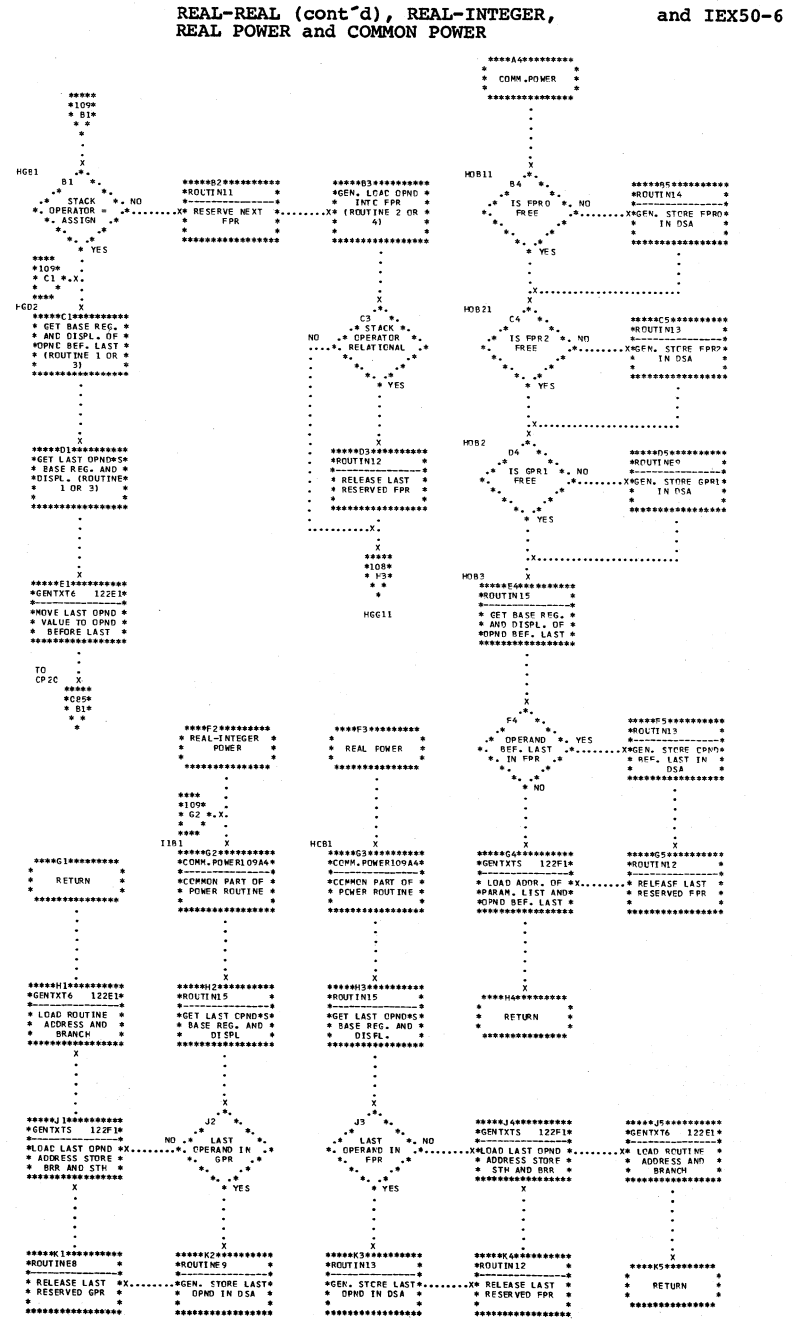 REAL-REAL (cont´d), REAL-INTEGER, and IEX50-6
REAL POWER and COMMON POWER
*****A4*********
COMM.POWER
*109*
* B1*
HGB1
B1
STACK
OPERATOR =
ASSIGN
NO
YES
*****B2**********
*ROUTIN11
RESERVE NEXT
FPR
*****B3**********
*GEN. LOAD OPND *
INTC FPR
(ROUTINE 2 OR
4)
HOB11
B4
IS FPR0
FREE
NO
YES
*****B5**********
*ROUTIN14
*GEN. STORE FPR0*
IN DSA
*109*
* C1 *
HGD2
*****C1**********
* GET BASE REG. *
* AND DISPL. OF *
*OPND BEF. LAST *
* (ROUTINE 1 OR *
3)
C3
STACK
OPERATOR
RELATIONAL
NO
YES
HOB21
C4
IS FPR2
FREE
NO
YES
*****C5**********
*ROUTIN13
*GEN. STORE FPR2*
IN DSA
*****D1**********
*GET LAST OPND*S*
* BASE REG. AND *
*DISPL. (ROUTINE*
1 OR 3)
*****D3**********
*ROUTIN12
* RELEASE LAST *
* RESERVED FPR *
HOB2
D4
IS GPR1
FREE
NO
YES
*****D5**********
*ROUTINE9
*GEN. STORE GPR1*
IN DSA
*****E1**********
*GENTXT6 122E1*
*MOVE LAST OPND *
* VALUE TO OPND *
* BEFORE LAST *
*108*
* H3*
HGG11
HOB3
*****E4**********
*ROUTIN15
* GET BASE REG. *
* AND DISPL. OF *
*OPND BEF. LAST *
TO
CP2C
*C85*
* B1*
*****F2*********
* REAL-INTEGER *
POWER
*****F3*********
REAL POWER
F4
OPERAND
BEF. LAST
IN FPR
YES
NO
*****F5**********
*ROUTIN13
*GEN. STORE OPND*
* BEF. LAST IN *
DSA
*109*
* G2 *
*****G1*********
RETURN
I1B1
*****G2**********
*COMM.POWER109A4*
*COMMON PART OF *
* POWER ROUTINE *
HCB1
*****G3**********
*COMM.POWER109A4*
*COMMON PART OF *
* POWER ROUTINE *
*****G4**********
*GENTXTS 122F1*
* LOAD ADDR. OF *
*PARAM. LIST AND*
*OPND BEF. LAST *
*****G5**********
*ROUTIN12
* RELEASE LAST *
* RESERVED FPR *
*****H1**********
*GENTXT6 122E1*
* LOAD ROUTINE *
* ADDRESS AND *
BRANCH
*****H2**********
*ROUTIN15
*GET LAST OPND*S*
* BASE REG. AND *
DISPL
*****H3**********
*ROUTIN15
*GET LAST OPND*S*
* BASE REG. AND *
DISPL.
*****H4*********
RETURN
*****J1**********
*GENTXTS 122F1*
*LOAD LAST OPND *
* ADDRESS STORE *
* BRR AND STH *
J2
LAST
OPERAND IN
GPR
NO
YES
J3
LAST
OPERAND IN
FPR
NO
YES
*****J4**********
*GENTXTS 122F1*
*LOAD LAST OPND *
* ADDRESS STORE *
* STH AND BRR *
*****J5**********
*GENTXT6 122E1*
* LOAD ROUTINE *
* ADDRESS AND *
BRANCH
*****K1**********
*ROUTINE8
* RELEASE LAST *
* RESERVED GPR *
*****K2**********
*ROUTINE9
*GEN. STORE LAST*
* OPND IN DSA *
*****K3**********
*ROUTIN13
*GEN. STORE LAST*
* OPND IN DSA *
*****K4**********
*ROUTIN12
* RELEASE LAST *
* RESERVED FPR *
*****K5*********
RETURN